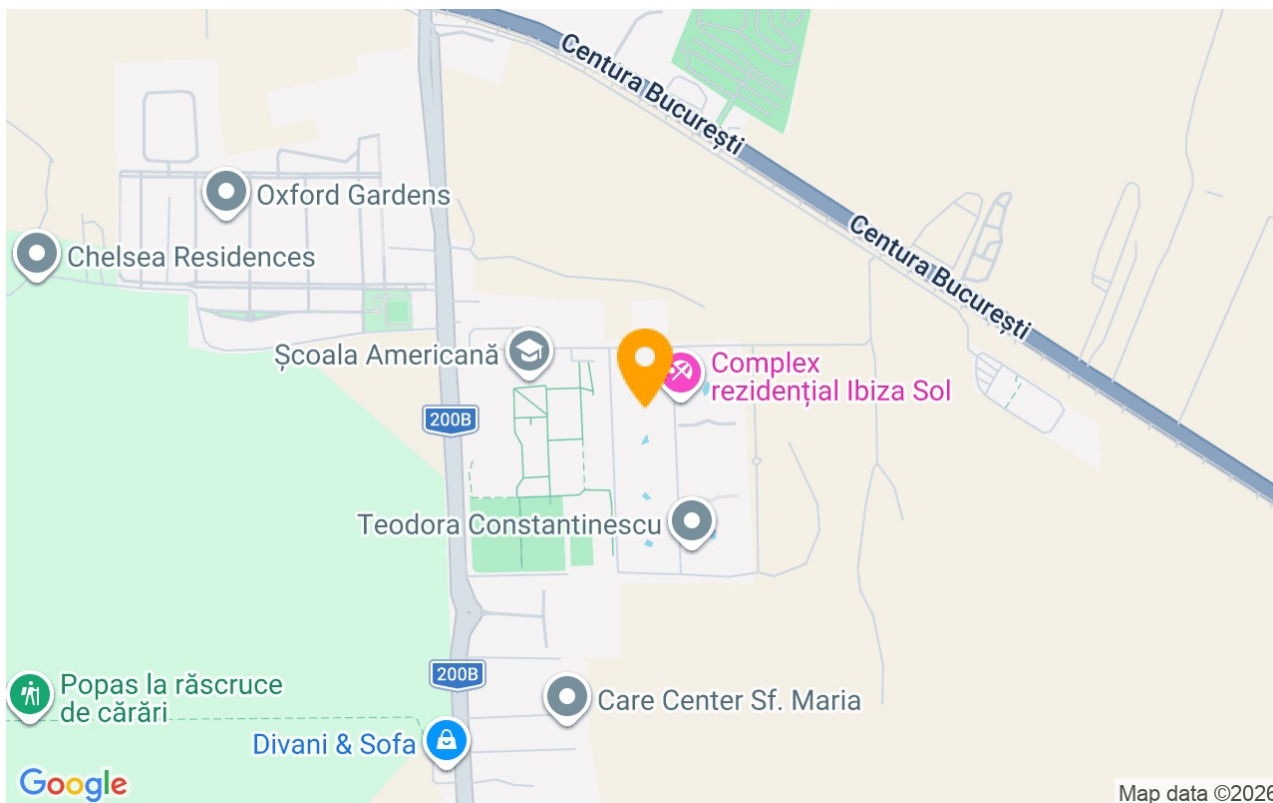 Centura București
Oxford Gardens
Chelsea Residences
Centura București
Școala Americană
Complex
rezidențial Ibiza Sol
200B
Teodora Constantinescu
200B
Popas la răscruce
de cărări
Care Center Sf. Maria
Divani & Sofa
Google
Map data ©2026